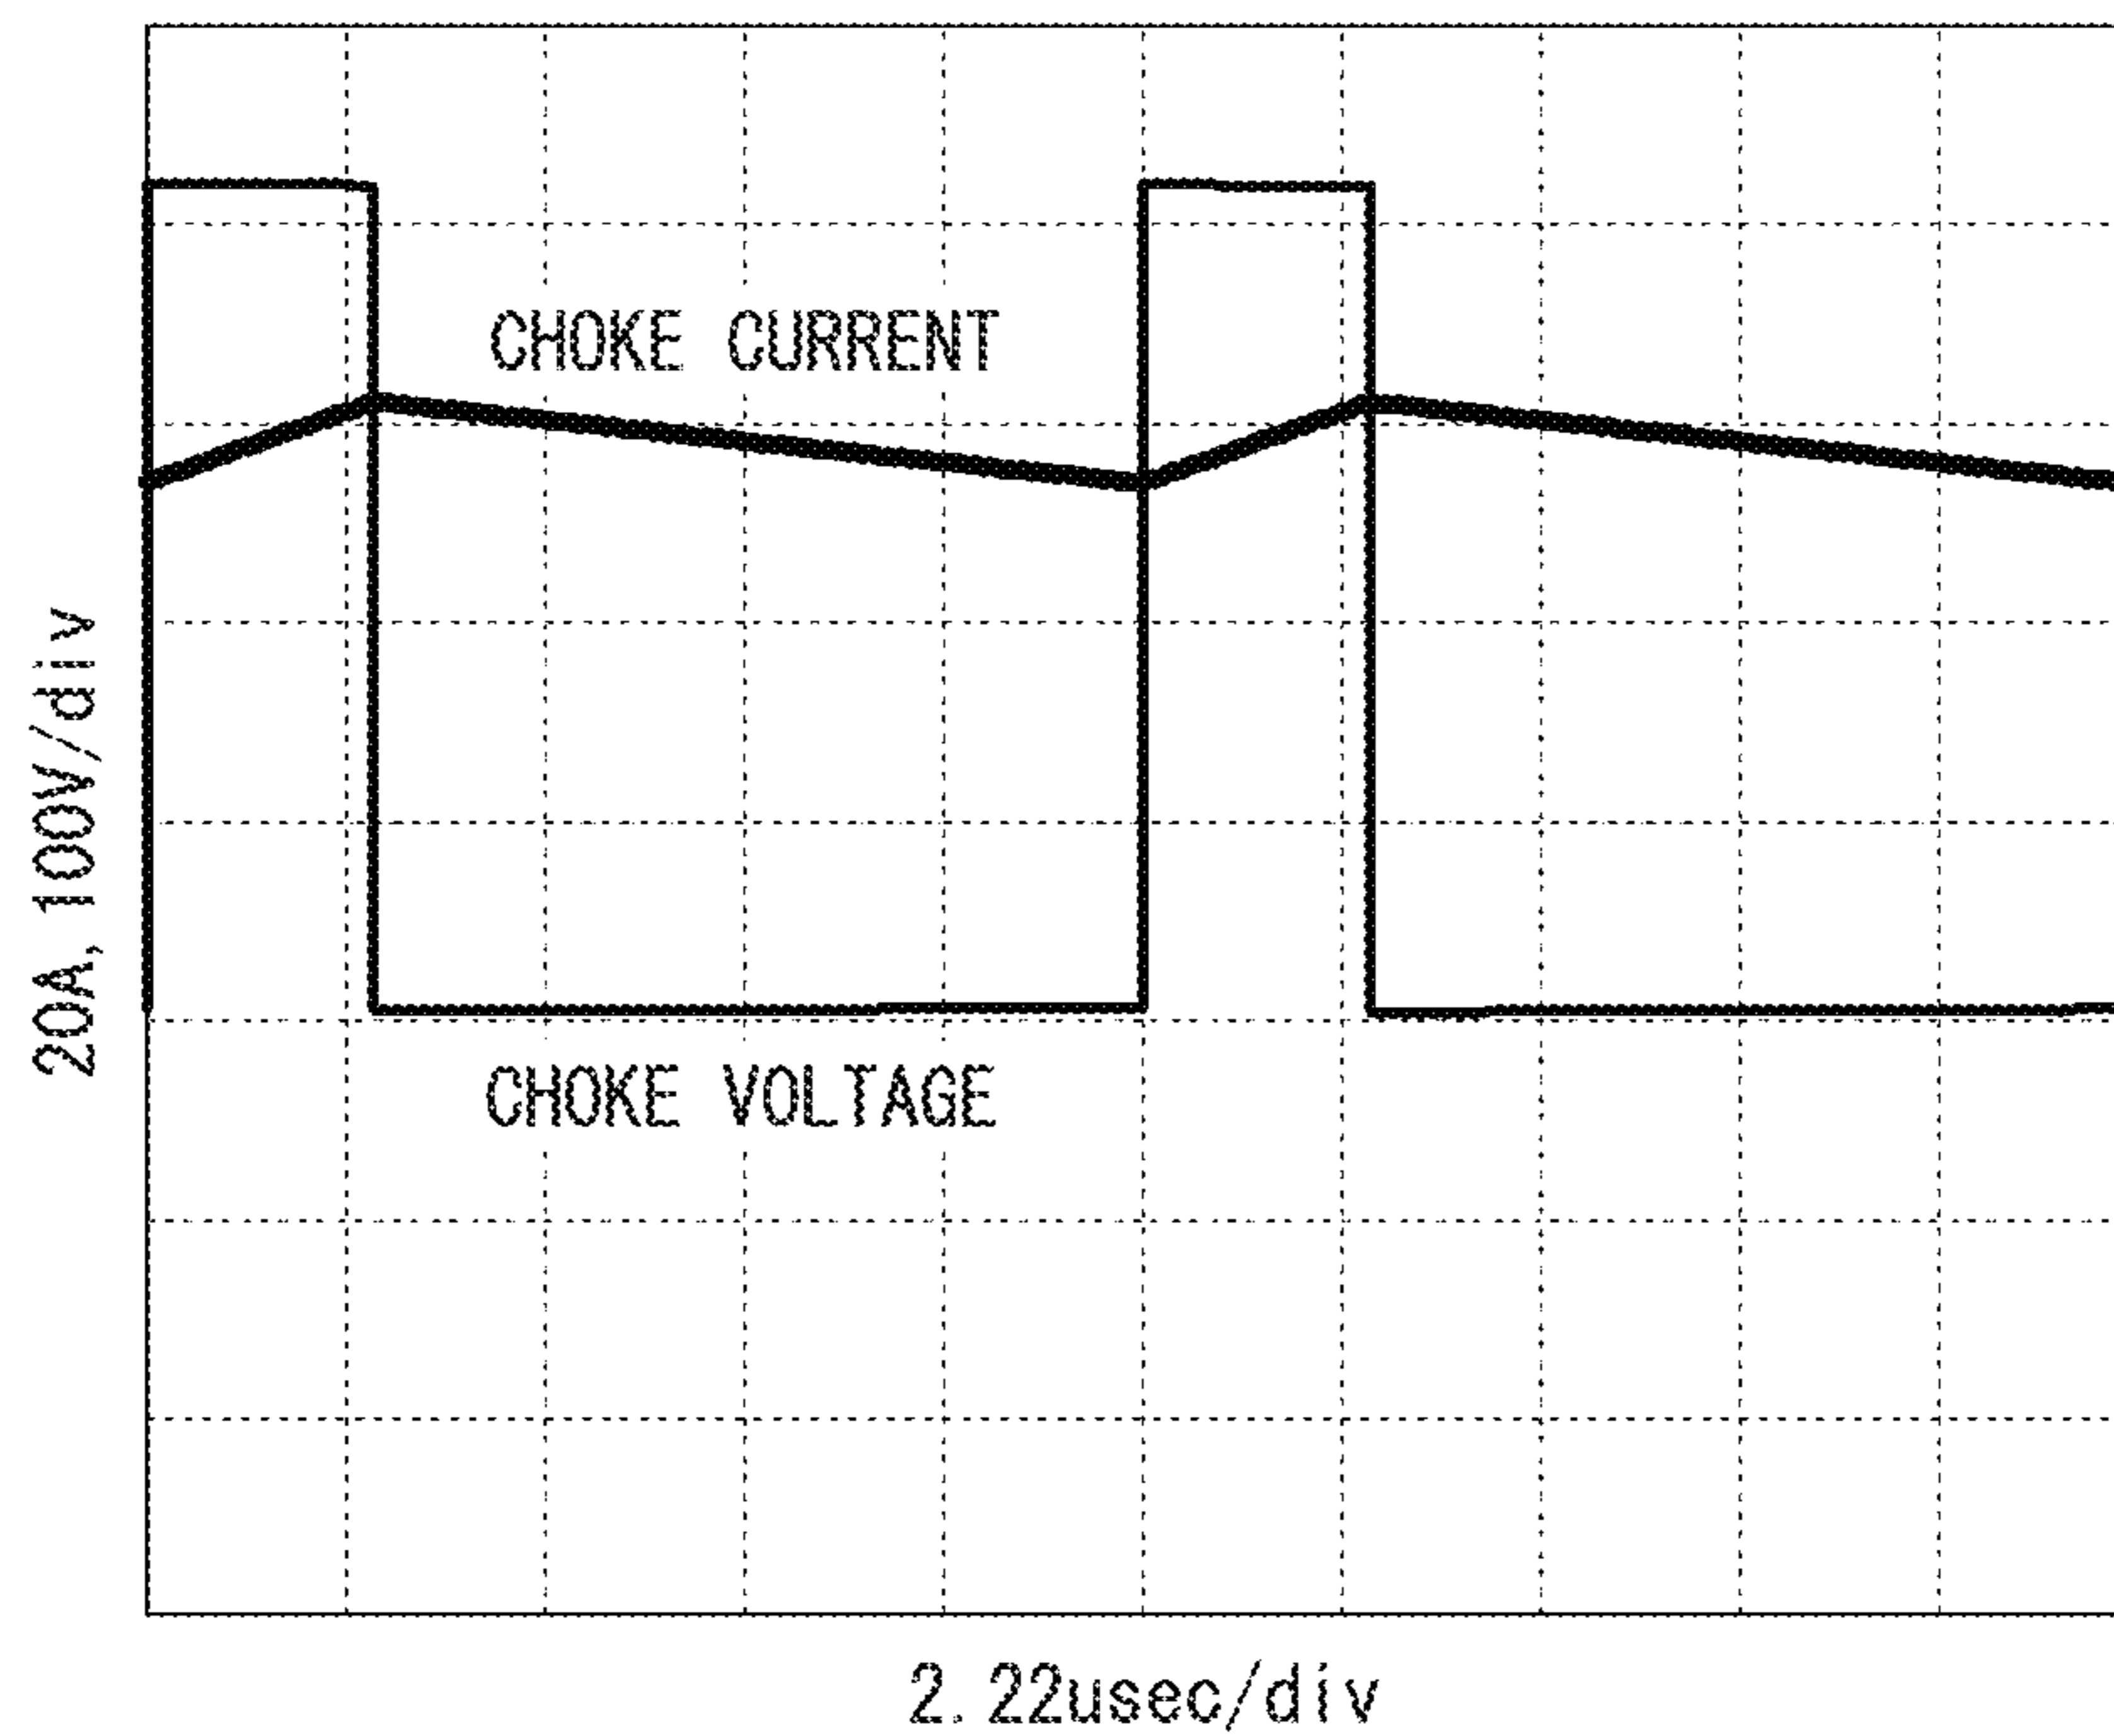 CHOKE CURRENT
20A, 100V/div
CHOKE VOLTAGE
2.22usec/div